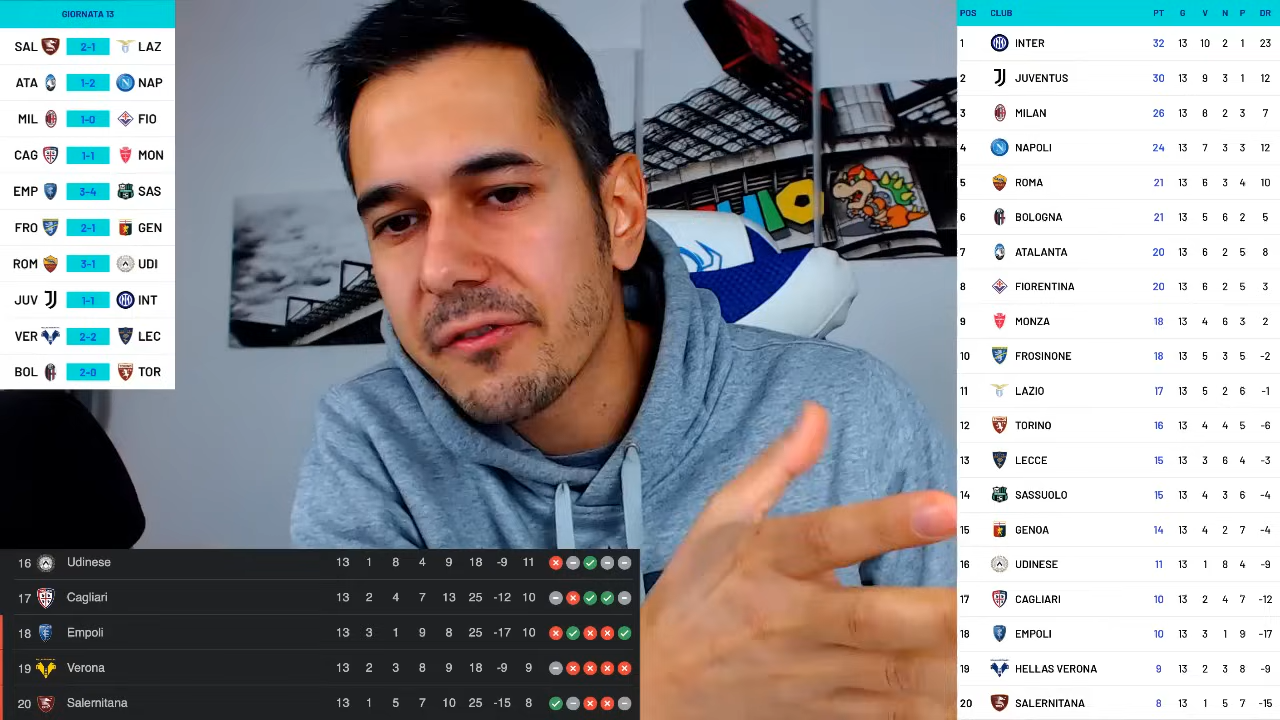 GIORNATA 13
SAL 2-1 LAZ
ATA 1-2 NAP
MIL 1-0 FIO
CAG 1-1 MON
EMP 3-4 SAS
FRO 2-1 GEN
ROM 3-1 UDI
JUV 1-1 INT
VER 2-2 LEC
BOL 2-0 TOR
16 Udinese 13 1 8 4 9 18 -9 11
17 Cagliari 13 2 4 7 13 25 -12 10
18 Empoli 13 3 1 9 8 25 -17 10
19 Verona 13 2 3 8 9 18 -9 9
20 Salernitana 13 1 5 7 10 25 -15 8
POS CLUB PT G V N P DR
1 INTER 32 13 10 2 1 23
2 JUVENTUS 30 13 9 3 1 12
3 MILAN 26 13 8 2 3 7
4 NAPOLI 24 13 7 3 3 12
5 ROMA 21 13 6 3 4 10
6 BOLOGNA 21 13 5 6 2 5
7 ATALANTA 20 13 6 2 5 8
8 FIORENTINA 20 13 6 2 5 3
9 MONZA 18 13 4 6 3 2
10 FROSINONE 18 13 5 3 5 -2
11 LAZIO 17 13 5 2 6 -1
12 TORINO 16 13 4 4 5 -6
13 LECCE 15 13 3 6 4 -3
14 SASSUOLO 15 13 4 3 6 -4
15 GENOA 14 13 4 2 7 -4
16 UDINESE 11 13 1 8 4 -9
17 CAGLIARI 10 13 2 4 7 -12
18 EMPOLI 10 13 3 1 9 -17
19 HELLAS VERONA 9 13 2 3 8 -9
20 SALERNITANA 8 13 1 5 7 -15